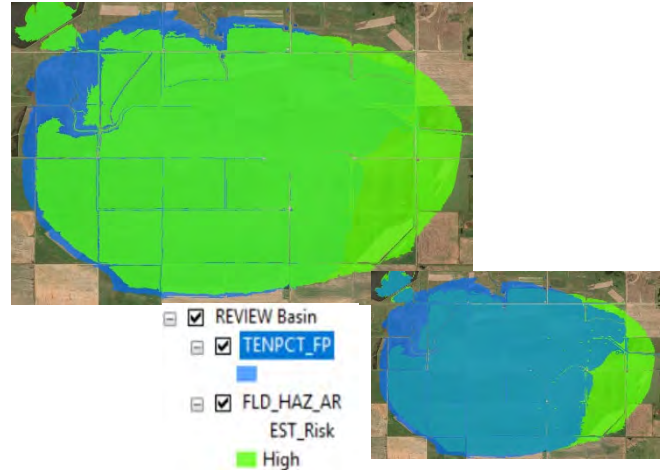 REVIEW Basin
TENPCT_FP
FLD_HAZ_AR
EST_Risk
High